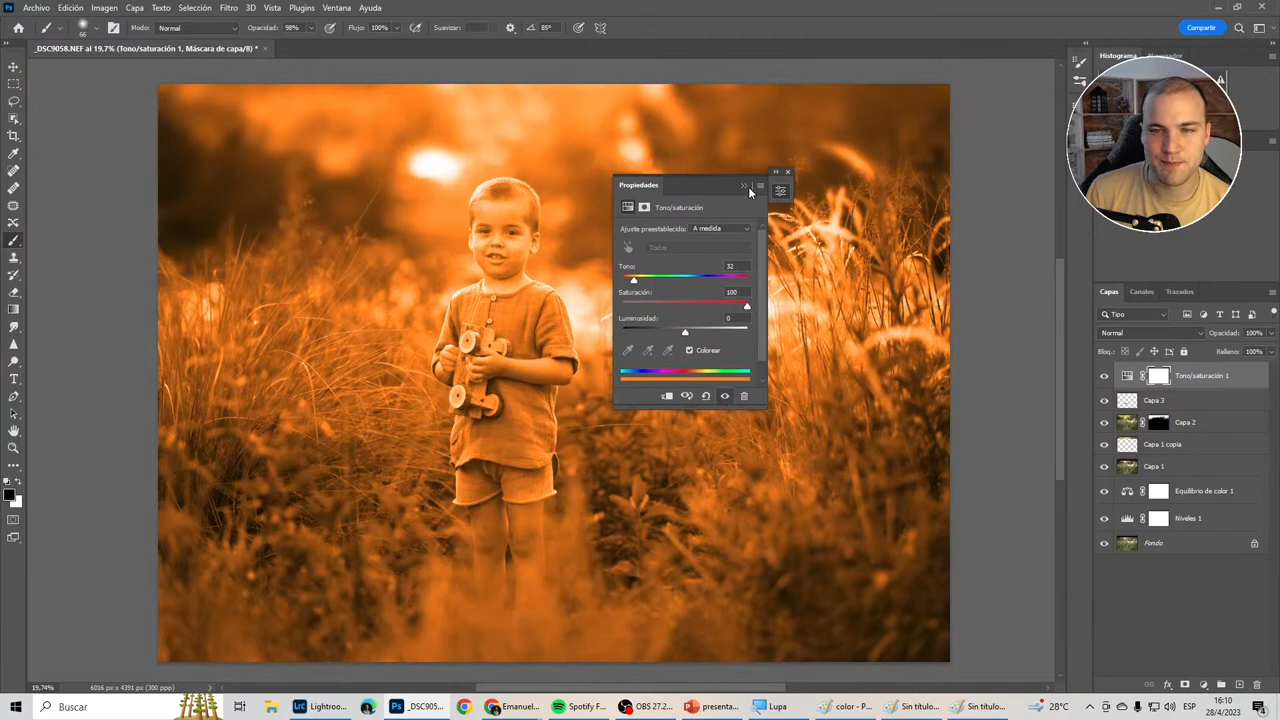 Archivo Edición Imagen Capa Texto Selección Filtro 3D Vista Plugins Ventana Ayuda
66 Modo: Normal Opacidad: 98% Flujo: 100% Suavizar: 85° Compartir
_DSC9058.NEF al 19,7% (Tono/saturación 1, Máscara de capa/8) *
Histograma Navegador
Propiedades
Tono/saturación
Ajuste preestablecido: A medida
Todos
Tono: 32
Saturación: 100
Luminosidad: 0
Colorear
Capas Canales Trazados
Tipo
Normal Opacidad: 100%
Bloq.: Relleno: 100%
Tono/saturación 1
Capa 3
Capa 2
Capa 1 copia
Capa 1
Equilibrio de color 1
Niveles 1
Fondo
19,74% 6016 px x 4391 px (300 ppp)
Buscar Lightroo... _DSC905... Emanuel... Spotify F... OBS 27.2... presenta... Lupa color - P... Sin títul... Sin títul... 28°C ESP 16:10
28/4/2023